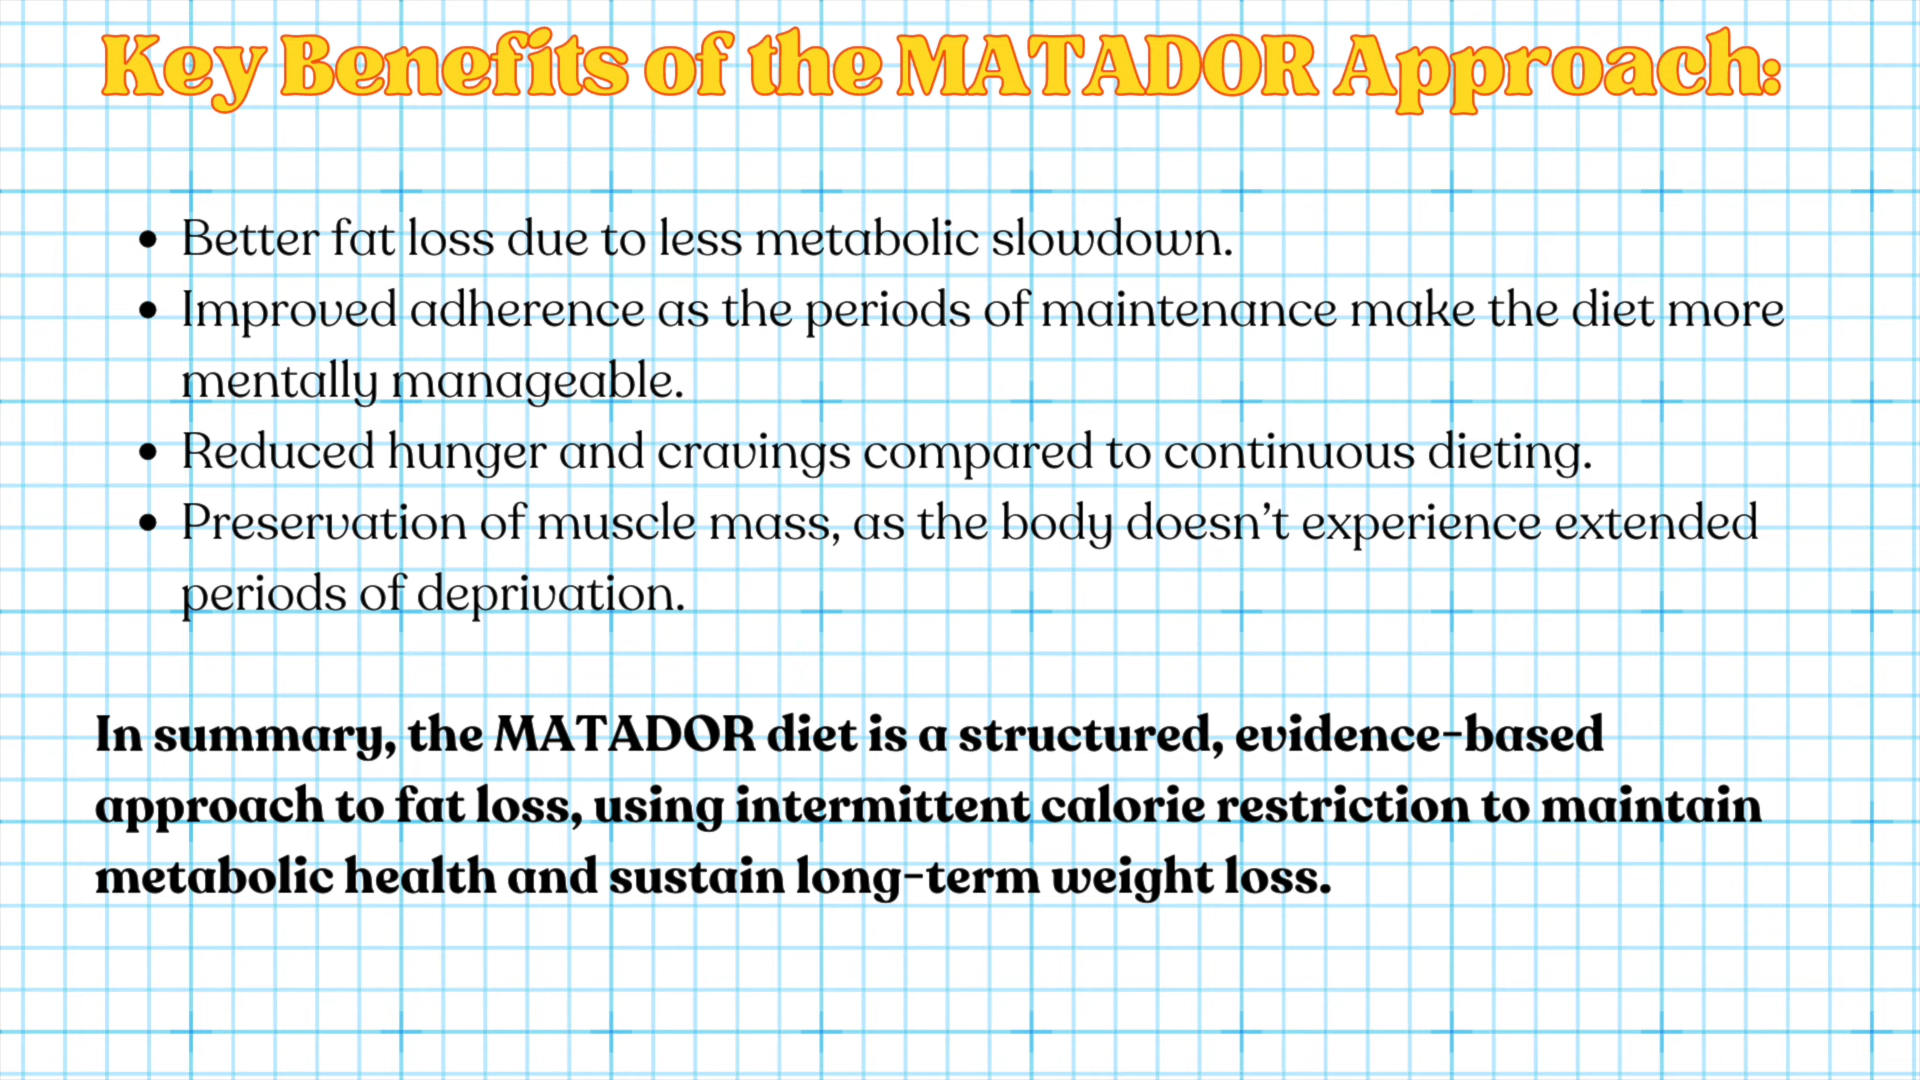 Key Benefits of the MATADOR Approach:
• Better fat loss due to less metabolic slowdown.
• Improved adherence as the periods of maintenance make the diet more
mentally manageable.
• Reduced hunger and cravings compared to continuous dieting.
• Preservation of muscle mass, as the body doesn’t experience extended
periods of deprivation.
In summary, the MATADOR diet is a structured, evidence-based
approach to fat loss, using intermittent calorie restriction to maintain
metabolic health and sustain long-term weight loss.